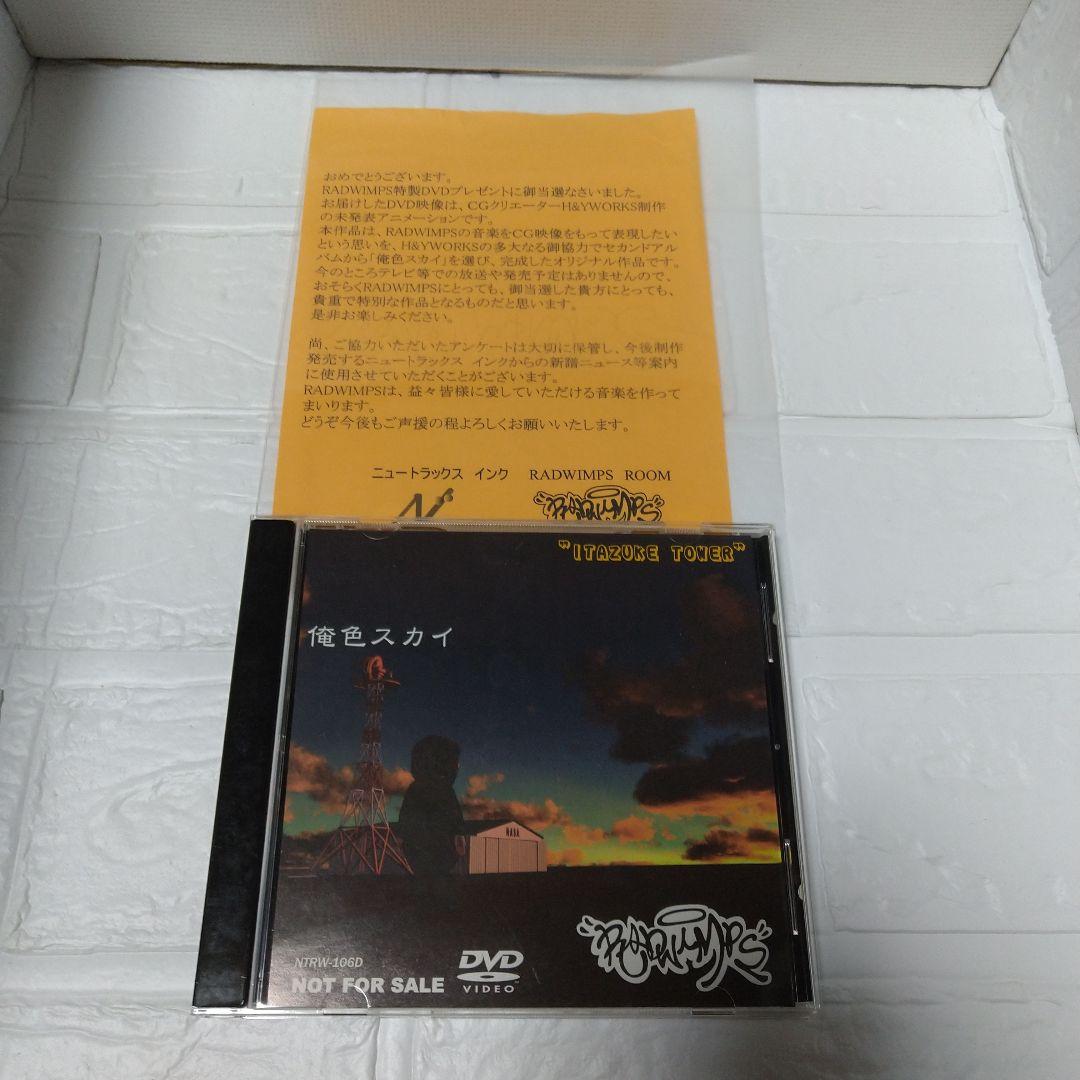 おめでとうございます。
RADWIMPS特製DVDプレゼントに御当選なさいました。
お届けしたDVD映像は、CGクリエーターH&YWORKS制作
の未発表アニメーションです。
本作品は、RADWIMPSの音楽をCG映像をもって表現したい
という思いを、H&YWORKSの多大なる御協力でセカンドアル
バムから「俺色スカイ」を選び、完成したオリジナル作品です。
今のところテレビ等での放送や発売予定はありませんので、
おそらくRADWIMPSにとっても、御当選した貴方にとっても、
貴重で特別な作品となるものだと思います。
是非お楽しみください。
尚、ご協力いただいたアンケートは大切に保管し、今後制作
発売するニュートラックス インクからの新譜ニュース等案内
に使用させていただくことがございます。
RADWIMPSは、益々皆様に愛していただける音楽を作って
まいります。
どうぞ今後もご声援の程よろしくお願いいたします。
ニュートラックス インク RADWIMPS ROOM
RADWIMPS
"ITAZUKE TOWER"
俺色スカイ
NASA
RADWIMPS
NTRW-106D
NOT FOR SALE
DVD
VIDEO